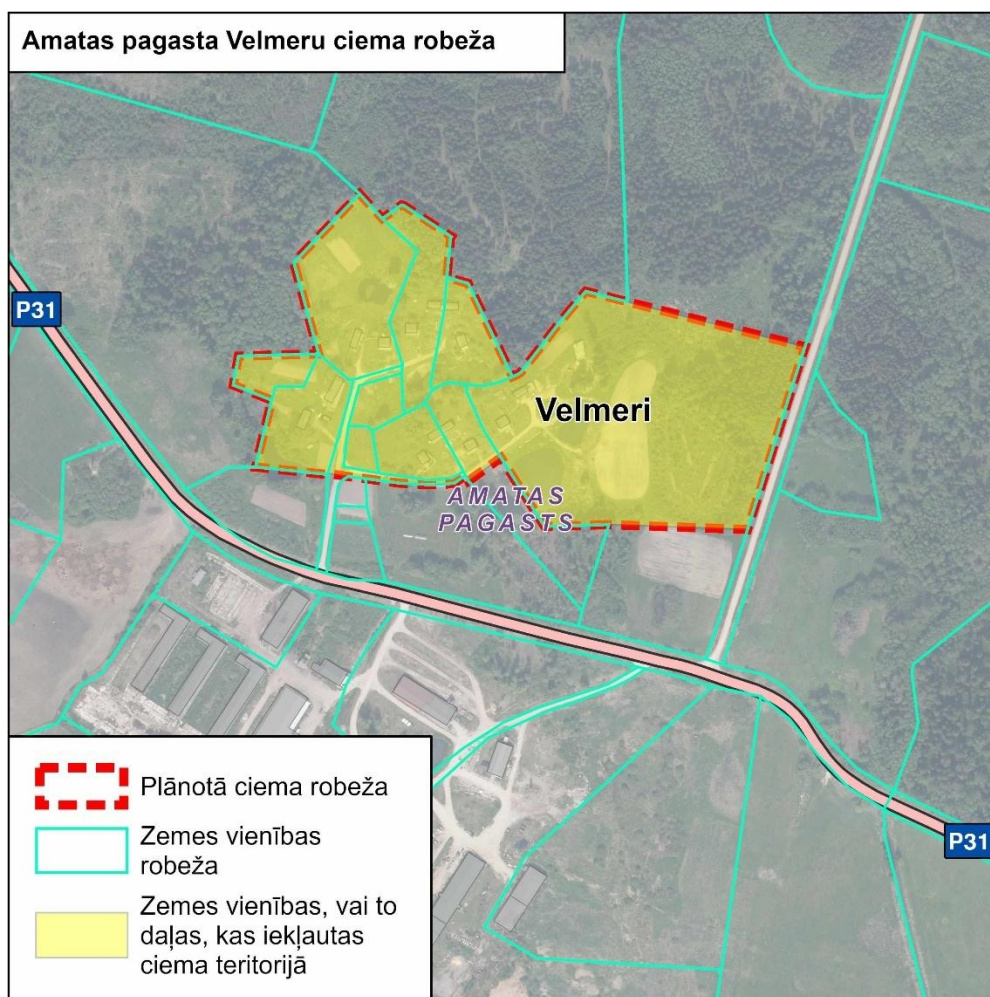 Amatas pagasta Velmeru ciema robeža
P31
Velmeri
AMATAS
PAGASTS
P31
Plānotā ciema robeža
Zemes vienības
robeža
Zemes vienības, vai to
daļas, kas iekļautas
ciema teritorijā